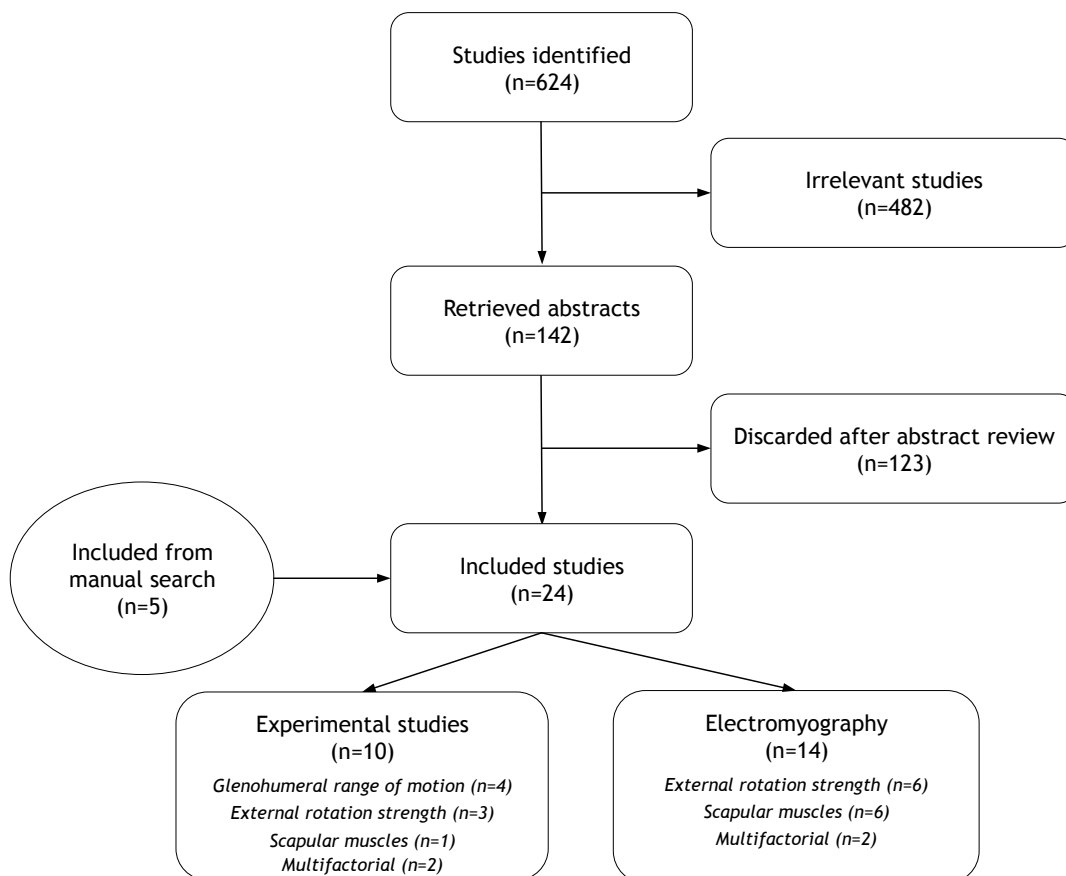 Studies identified
(n=624)
Irrelevant studies
(n=482)
Retrieved abstracts
(n=142)
Discarded after abstract review
(n=123)
Included from
manual search
(n=5)
Included studies
(n=24)
Experimental studies
(n=10)
Glenohumeral range of motion (n=4)
External rotation strength (n=3)
Scapular muscles (n=1)
Multifactorial (n=2)
Electromyography
(n=14)
External rotation strength (n=6)
Scapular muscles (n=6)
Multifactorial (n=2)